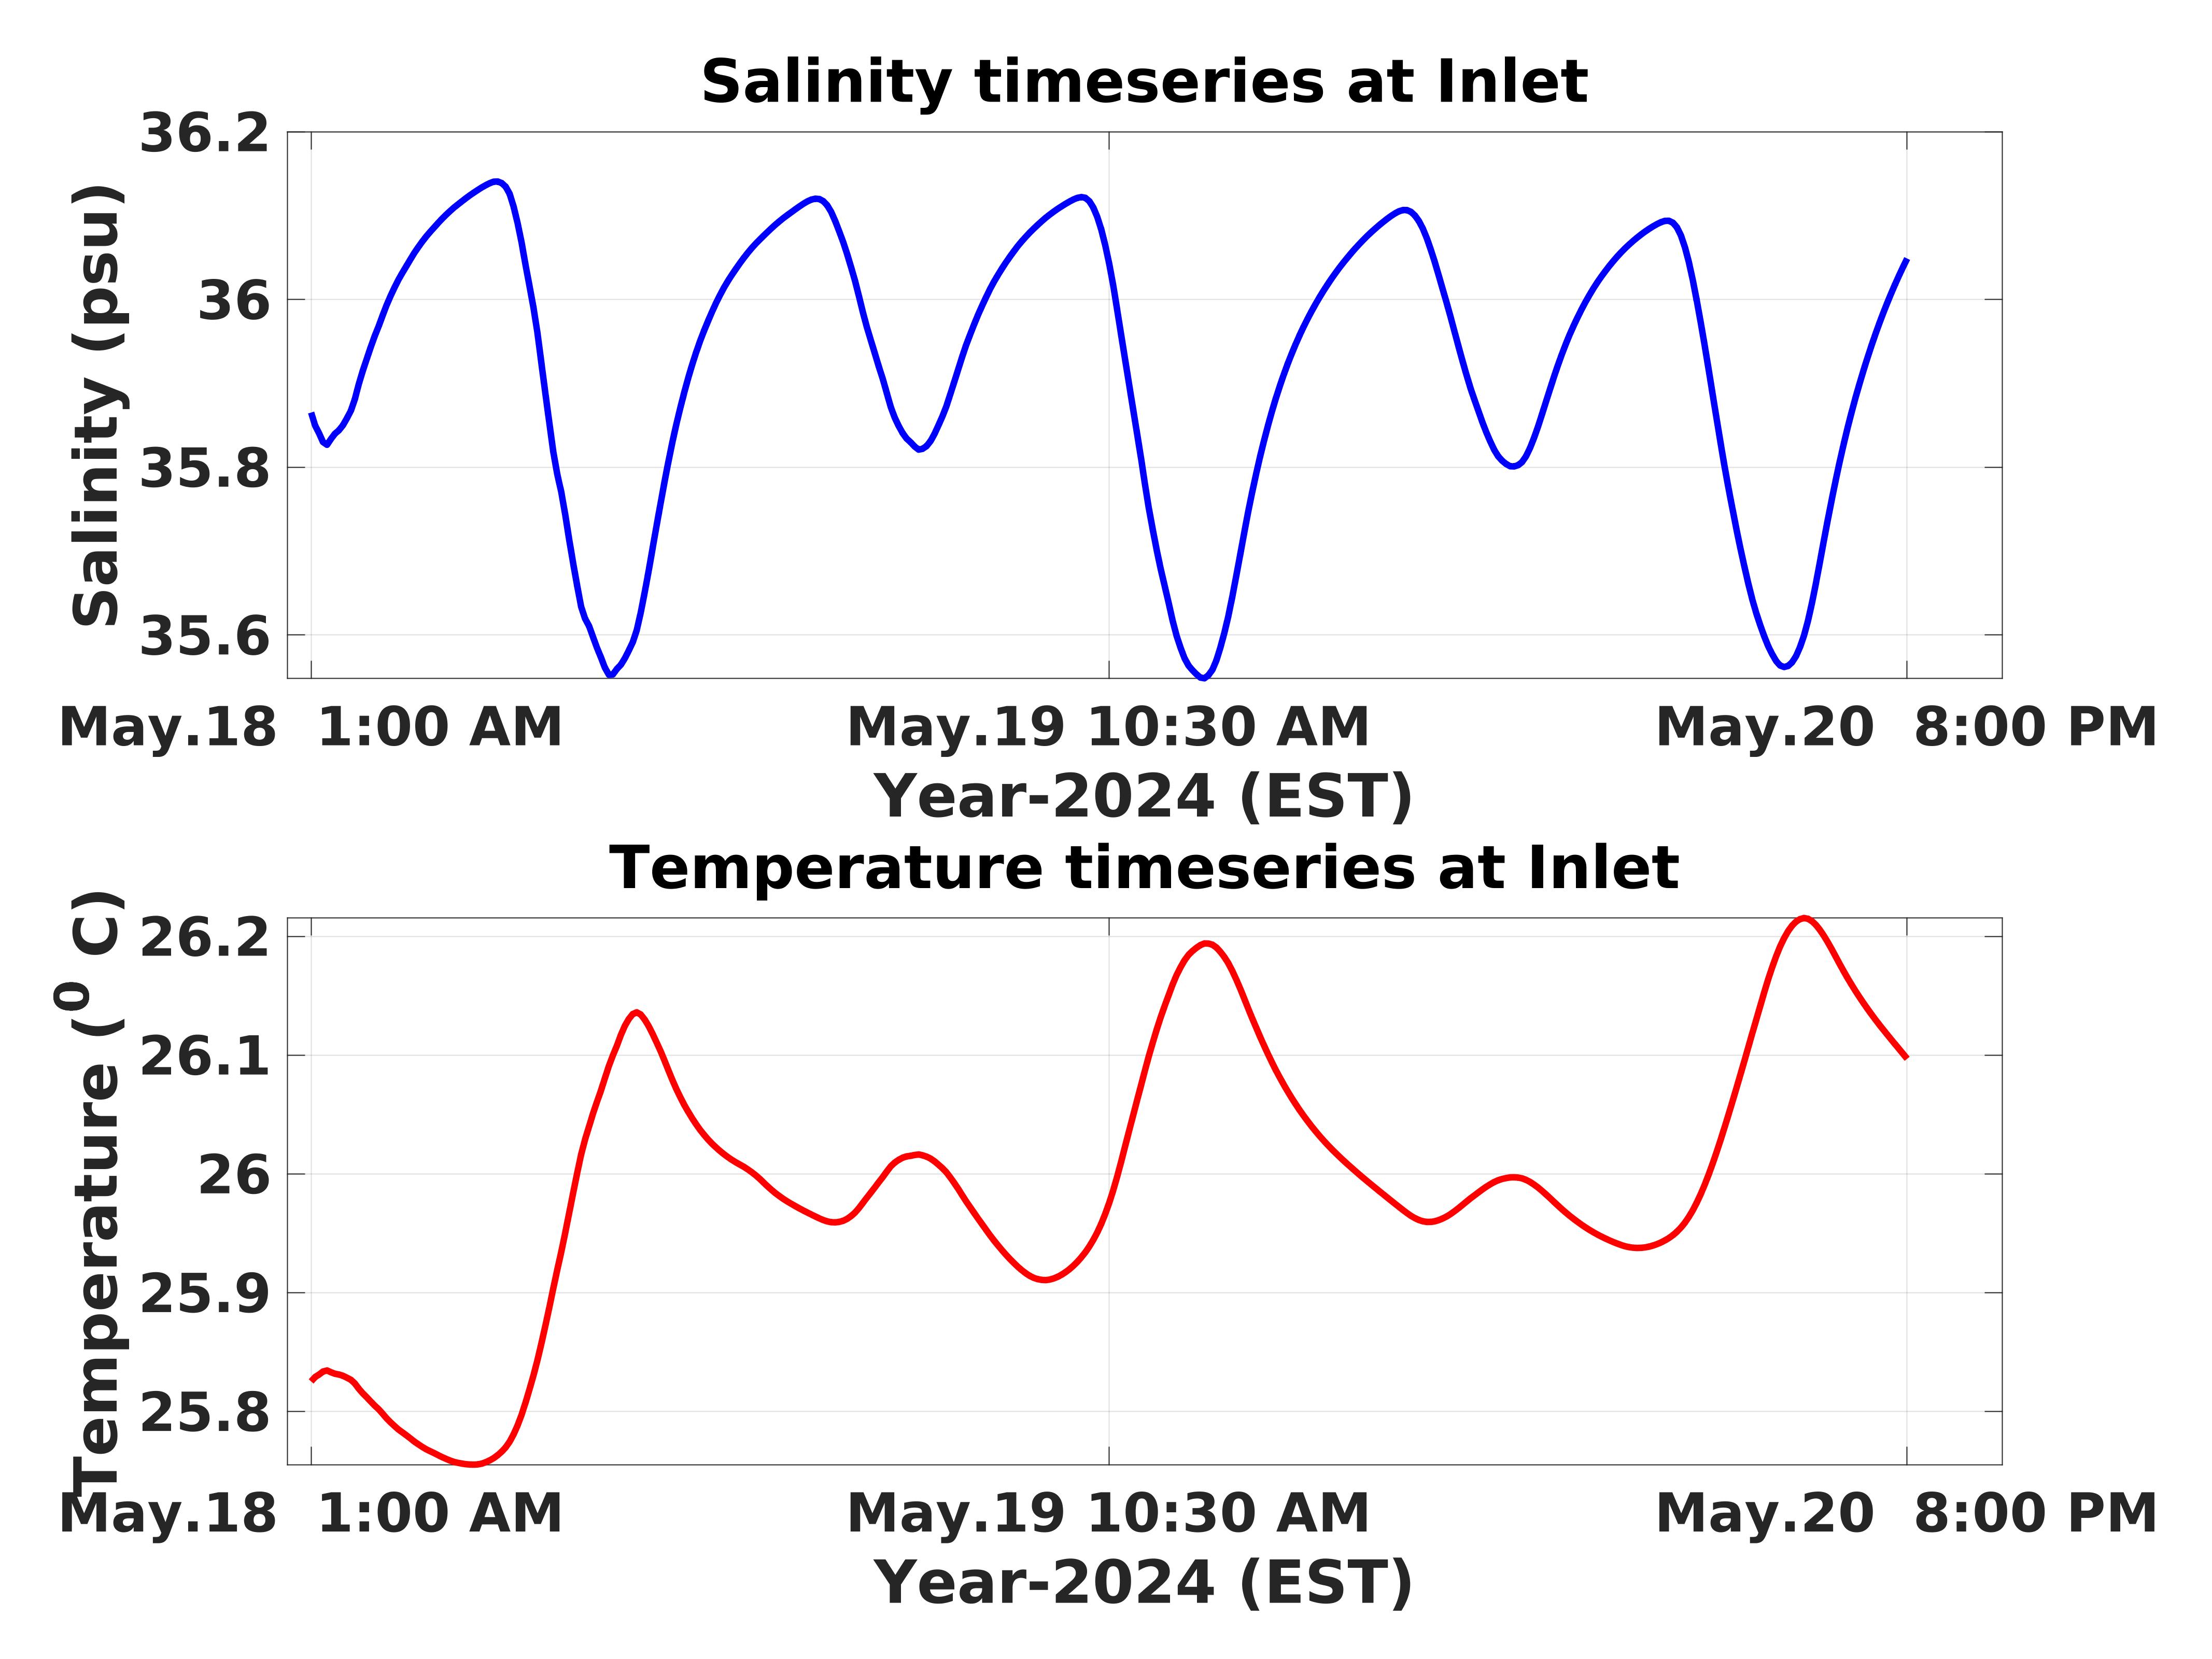 Salinity timeseries at Inlet
Salinity (psu)
36.2
36
35.8
35.6
May.18  1:00 AM
May.19 10:30 AM
May.20  8:00 PM
Year-2024 (EST)
Temperature timeseries at Inlet
Temperature (⁰ C)
26.2
26.1
26
25.9
25.8
May.18  1:00 AM
May.19 10:30 AM
May.20  8:00 PM
Year-2024 (EST)